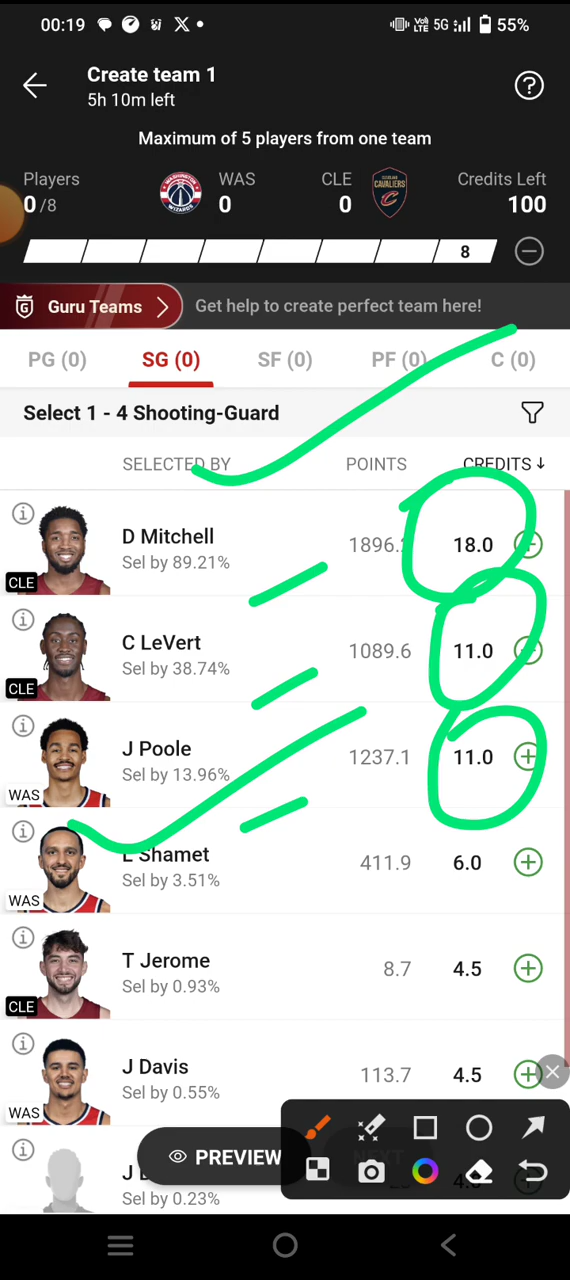 00:19 5G 55%
Create team 1
5h 10m left
Maximum of 5 players from one team
Players WAS CLE Credits Left
0/8 0 0 100
8
Guru Teams Get help to create perfect team here!
PG (0) SG (0) SF (0) PF (0) C (0)
Select 1 - 4 Shooting-Guard
SELECTED BY POINTS CREDITS↓
D Mitchell
1896. 18.0
Sel by 89.21%
CLE
C LeVert
1089.6 11.0
Sel by 38.74%
CLE
J Poole
1237.1 11.0
Sel by 13.96%
WAS
L Shamet
411.9 6.0
Sel by 3.51%
WAS
T Jerome
8.7 4.5
Sel by 0.93%
CLE
J Davis
113.7 4.5
Sel by 0.55%
WAS
PREVIEW NEXT
J
Sel by 0.23%